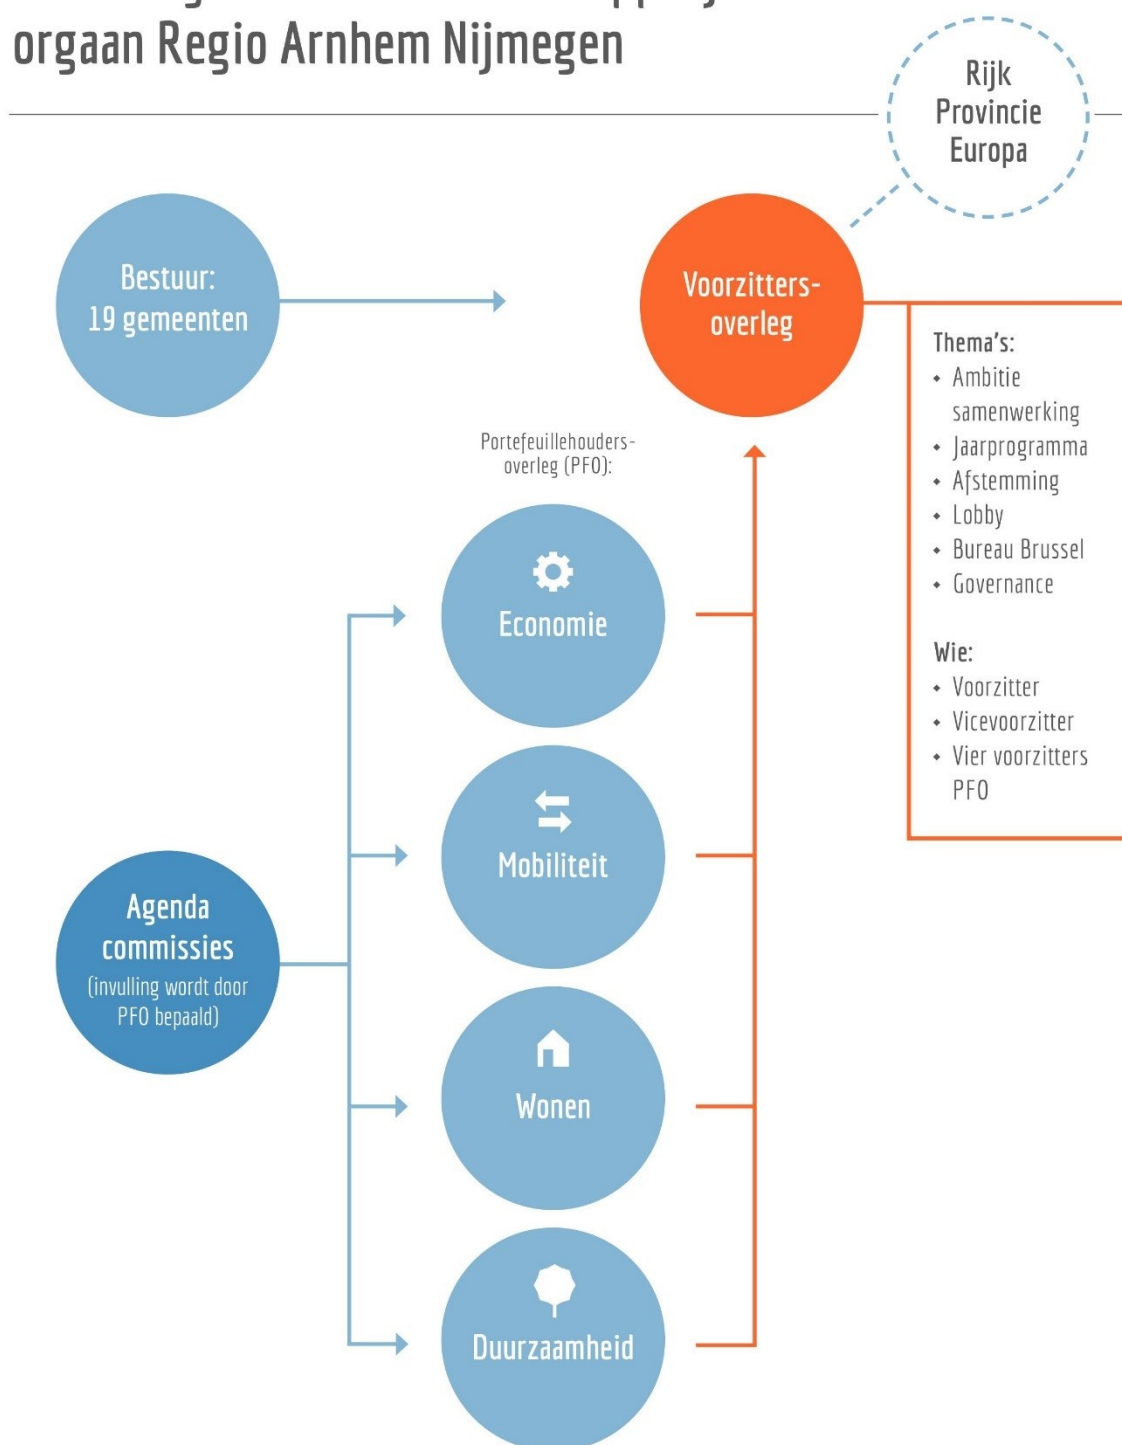 orgaan Regio Arnhem Nijmegen
Rijk
Provincie
Europa
Bestuur:
19 gemeenten
Voorzitters-
overleg
Thema's:
• Ambitie
samenwerking
• Jaarprogramma
• Afstemming
• Lobby
• Bureau Brussel
• Governance
Wie:
• Voorzitter
• Vicevoorzitter
• Vier voorzitters
PFO
Portefeuillehouders-
overleg (PFO):
Economie
Mobiliteit
Agenda
commissies
(invulling wordt door
PFO bepaald)
Wonen
Duurzaamheid